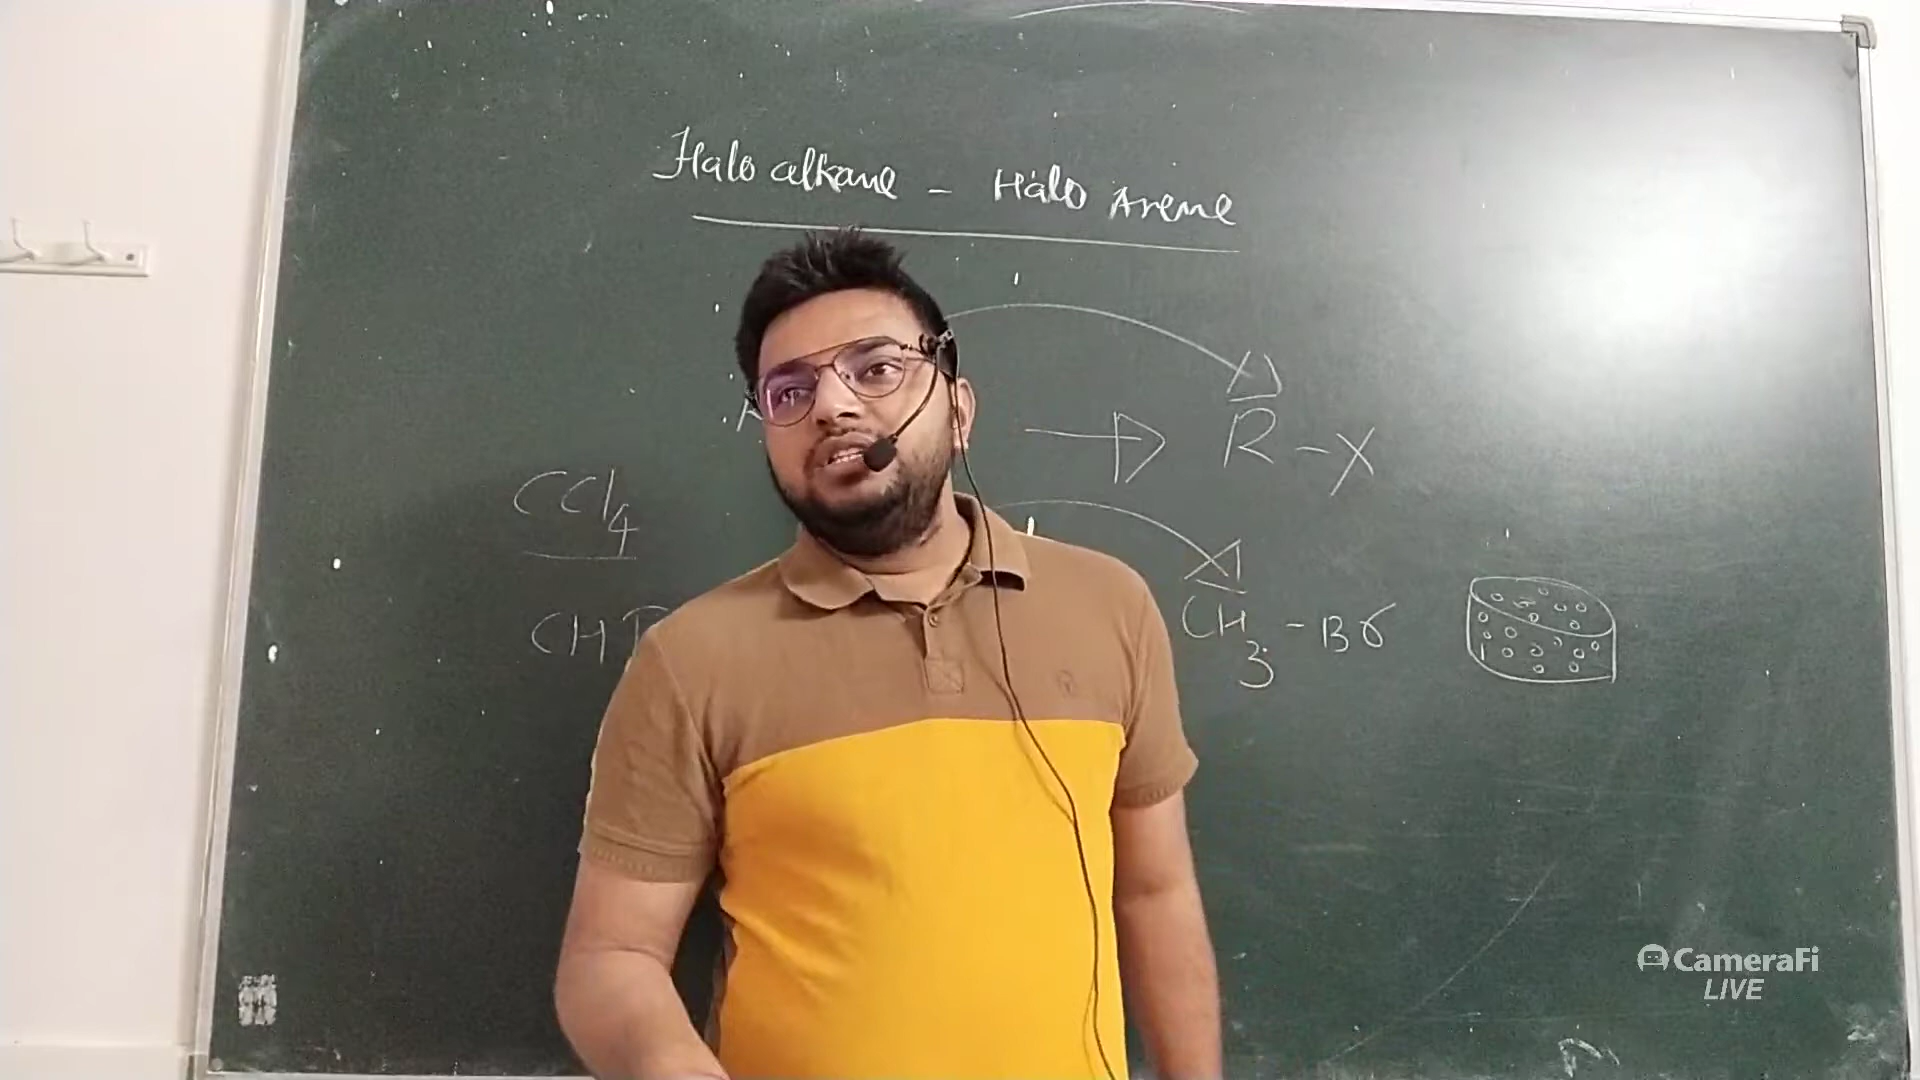 Halo alkane - Halo Arene
R - X
CCl4
CH3 - Br
CameraFi
LIVE